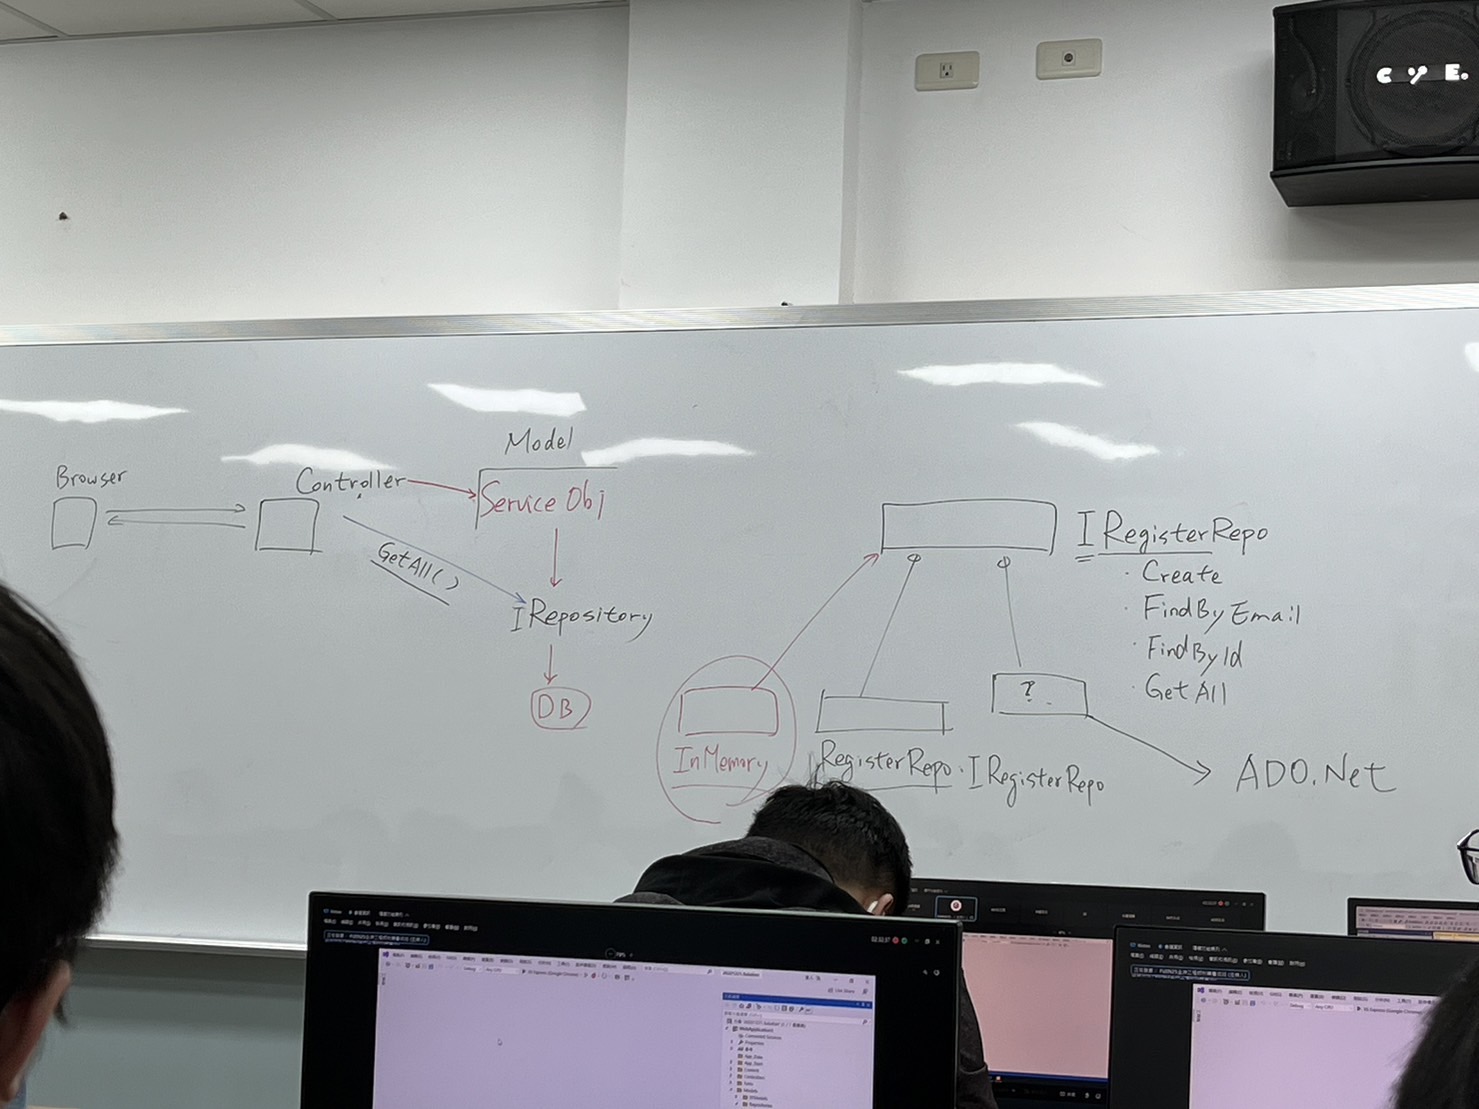 C Y E.
Model
Browser
Controller
Service Obj
GetAll()
IRepository
DB
IRegisterRepo
· Create
· FindByEmail
· FindById
· GetAll
?
InMemory
RegisterRepo : IRegisterRepo
ADO.Net